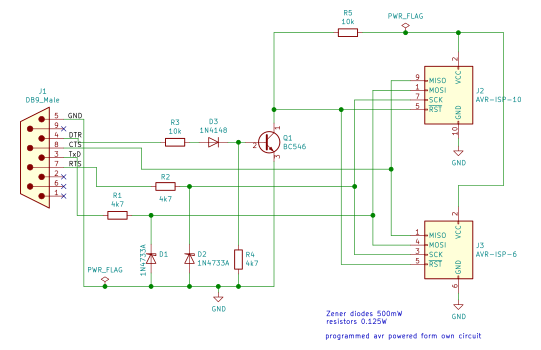 R5
10k
PWR_FLAG
J1
DB9_Male
5 GND
9
4 DTR
8 CTS
3 TxD
7 RTS
2
6
1
R3
10k
D3
1N4148
1
2
3
Q1
BC546
R2
4k7
R1
4k7
1N4733A
D1
D2
1N4733A
R4
4k7
PWR_FLAG
GND
2
VCC
9 MISO
1 MOSI
7 SCK
5 RST
GND
10
J2
AVR-ISP-10
GND
2
VCC
1 MISO
4 MOSI
3 SCK
5 RST
GND
6
J3
AVR-ISP-6
GND
Zener diodes 500mW
resistors 0.125W
programmed avr powered form own circuit